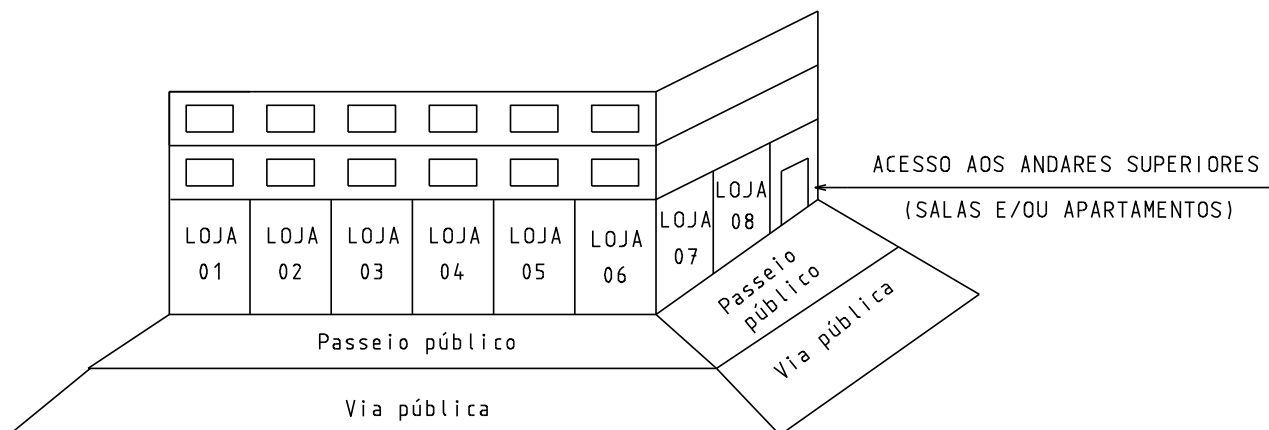 ACESSO AOS ANDARES SUPERIORES
(SALAS E/OU APARTAMENTOS)
LOJA
01
LOJA
02
LOJA
03
LOJA
04
LOJA
05
LOJA
06
LOJA
07
LOJA
08
Passeio
público
Via pública
Passeio público
Via pública